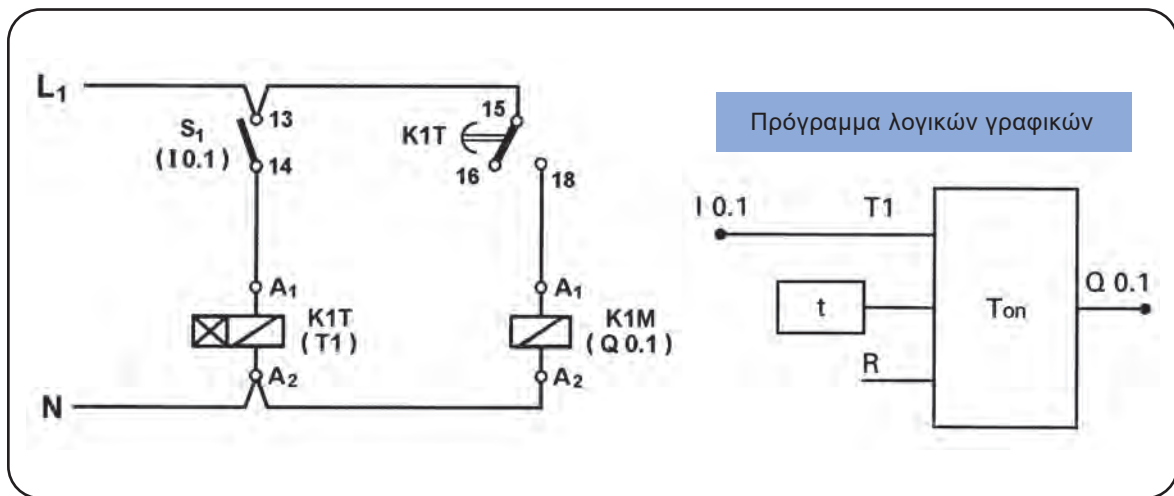 L₁
13
S₁
(I 0.1)
14
15
K1T
16
18
A₁
K1T
(T1)
A₂
A₁
K1M
(Q 0.1)
A₂
N
Πρόγραμμα λογικών γραφικών
I 0.1
T1
t
Ton
Q 0.1
R